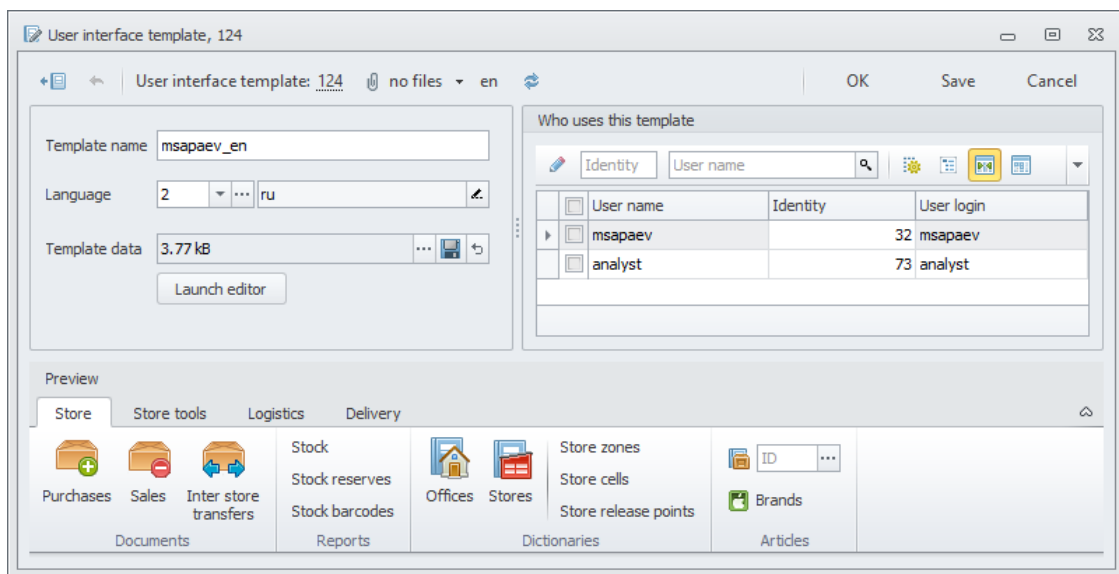 User interface template, 124
User interface template: 124 no files en OK Save Cancel
Template name msapaev_en
Language 2 ... ru
Template data 3.77 kB ...
Launch editor
Who uses this template
Identity User name
User name Identity User login
msapaev 32 msapaev
analyst 73 analyst
Preview
Store Store tools Logistics Delivery
Purchases Sales Inter store
transfers
Documents
Stock
Stock reserves
Stock barcodes
Reports
Offices Stores
Store zones
Store cells
Store release points
Dictionaries
ID ...
Brands
Articles